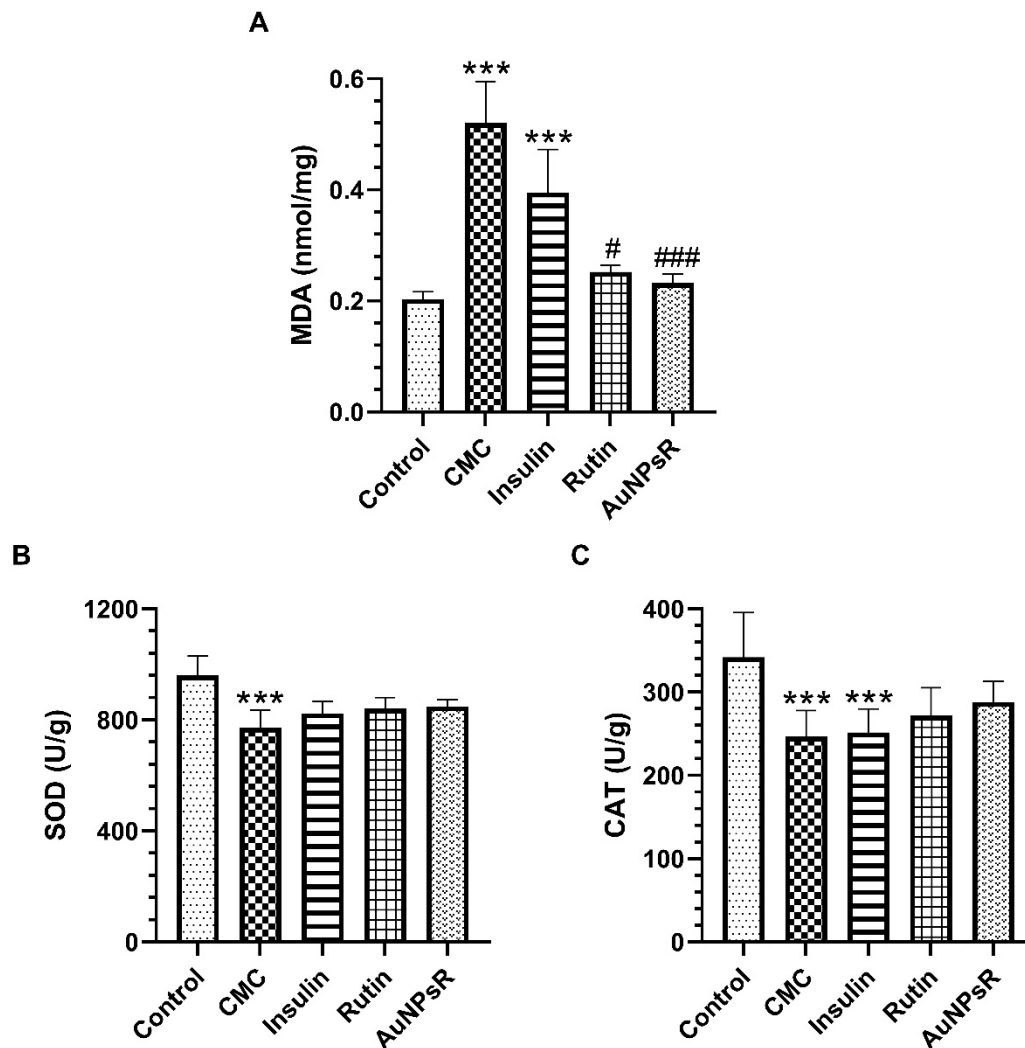 A
MDA (nmol/mg)
0.6
0.4
0.2
0.0
***
***
#
###
Control
CMC
Insulin
Rutin
AuNPsR
B
SOD (U/g)
1200
800
400
0
***
Control
CMC
Insulin
Rutin
AuNPsR
C
CAT (U/g)
400
300
200
100
0
***
***
Control
CMC
Insulin
Rutin
AuNPsR